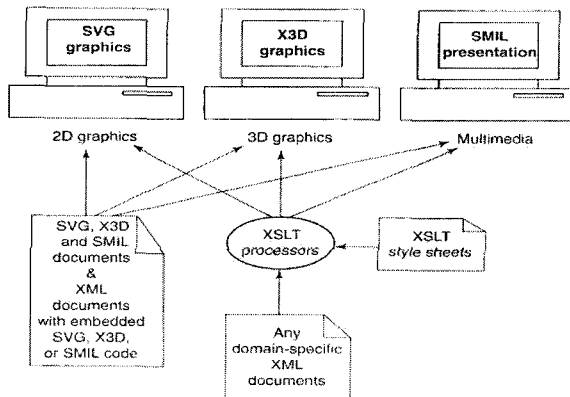 SVG
graphics
X3D
graphics
SMIL
presentation
2D graphics
3D graphics
Multimedia
SVG, X3D
and SMIL
documents
&
XML
documents
with embedded
SVG, X3D,
or SMIL code
XSLT
processors
XSLT
style sheets
Any
domain-specific
XML
documents